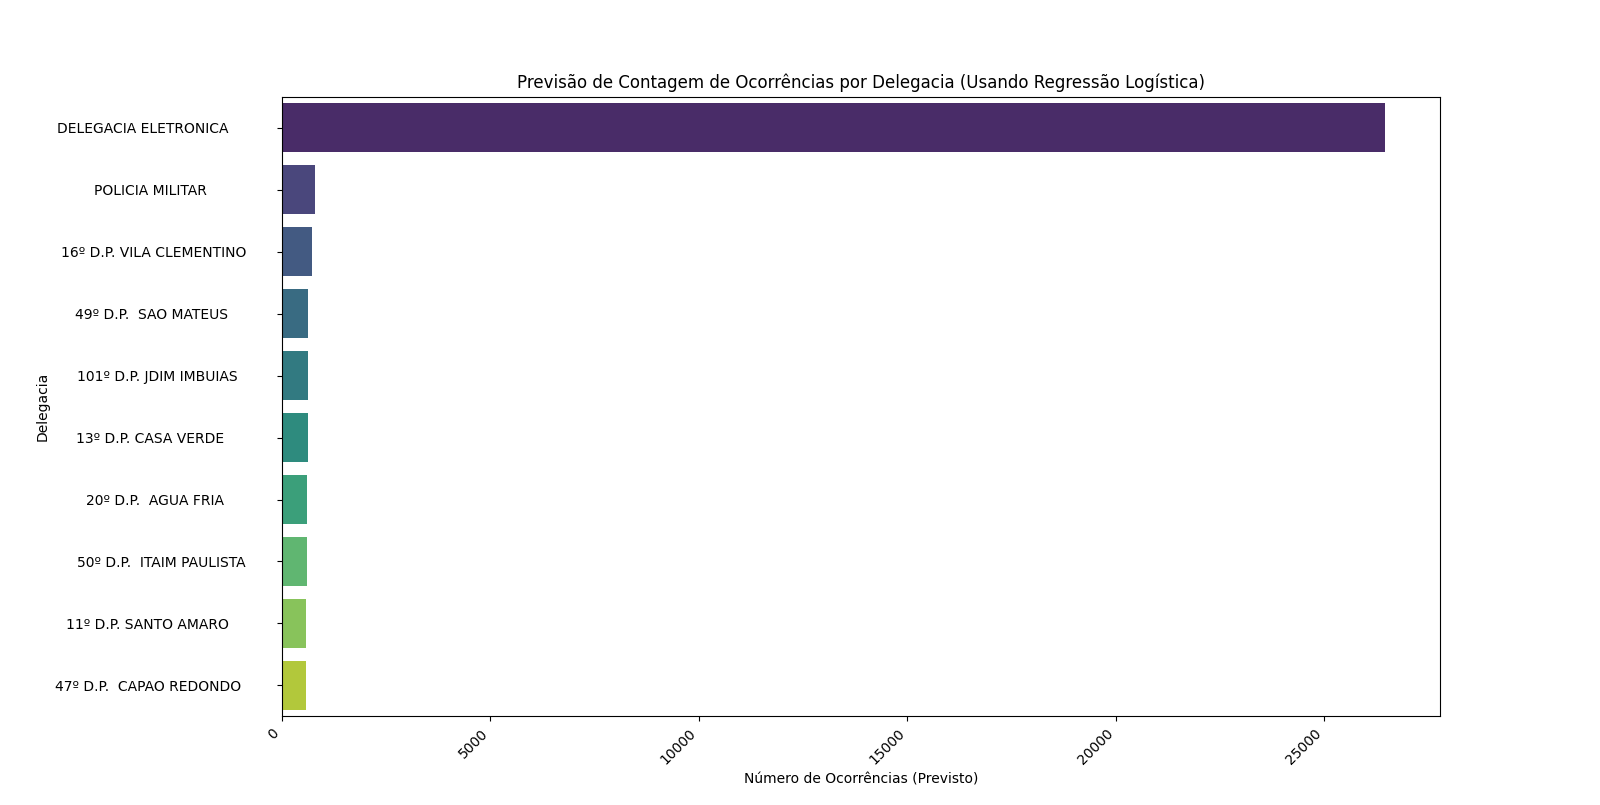 Previsão de Contagem de Ocorrências por Delegacia (Usando Regressão Logística)
DELEGACIA ELETRONICA
POLICIA MILITAR
16º D.P. VILA CLEMENTINO
49º D.P.  SAO MATEUS
101º D.P. JDIM IMBUIAS
13º D.P. CASA VERDE
20º D.P.  AGUA FRIA
50º D.P.  ITAIM PAULISTA
11º D.P. SANTO AMARO
47º D.P.  CAPAO REDONDO
Delegacia
0 5000 10000 15000 20000 25000
Número de Ocorrências (Previsto)